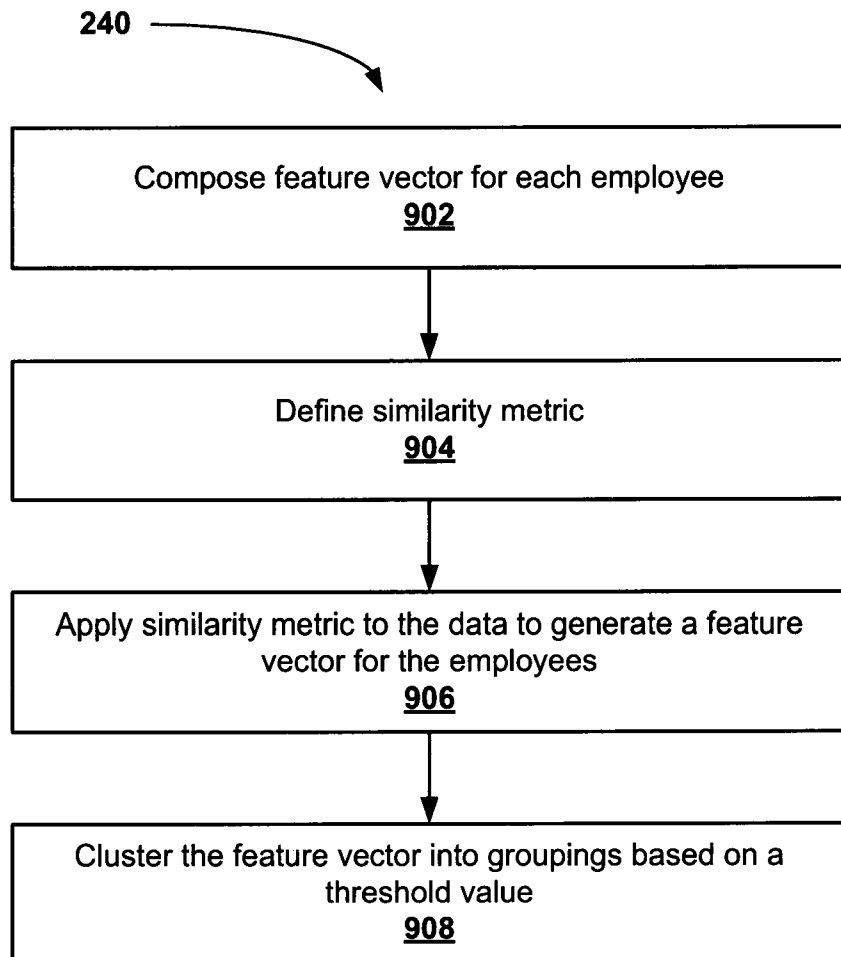 240
Compose feature vector for each employee
902
Define similarity metric
904
Apply similarity metric to the data to generate a feature
vector for the employees
906
Cluster the feature vector into groupings based on a
threshold value
908